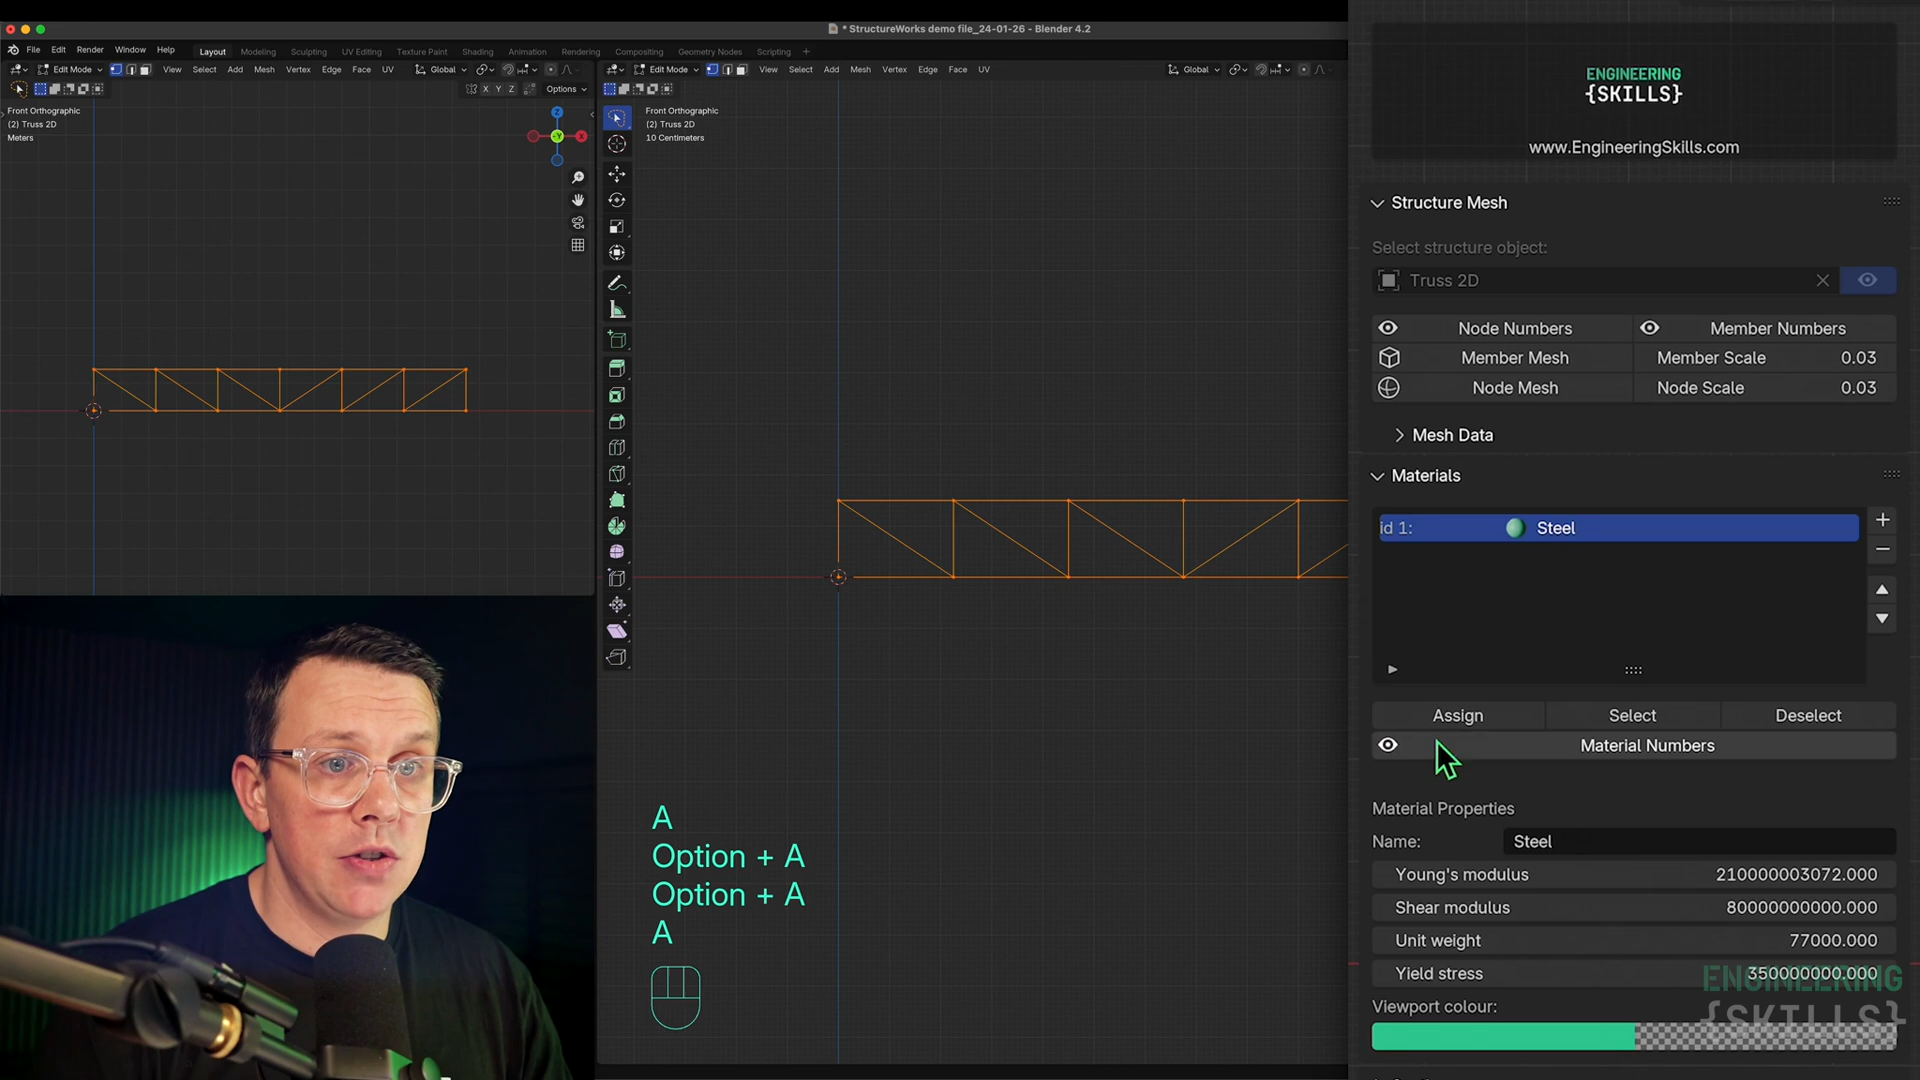 * StructureWorks demo file_24-01-26 - Blender 4.2
File Edit Render Window Help
Layout Modeling Sculpting UV Editing Texture Paint Shading Animation Rendering Compositing Geometry Nodes Scripting +
Edit Mode View Select Add Mesh Vertex Edge Face UV Global
X Y Z Options
Front Orthographic
(2) Truss 2D
Meters
Z
-Y
X
Edit Mode View Select Add Mesh Vertex Edge Face UV Global
Front Orthographic
(2) Truss 2D
10 Centimeters
A
Option + A
Option + A
A
ENGINEERING
{SKILLS}
www.EngineeringSkills.com
Structure Mesh
Select structure object:
Truss 2D
Node Numbers Member Numbers
Member Mesh Member Scale 0.03
Node Mesh Node Scale 0.03
Mesh Data
Materials
id 1: Steel
Assign Select Deselect
Material Numbers
Material Properties
Name: Steel
Young's modulus 210000003072.000
Shear modulus 80000000000.000
Unit weight 77000.000
Yield stress 350000000.000
Viewport colour:
ENGINEERING
{SKILLS}